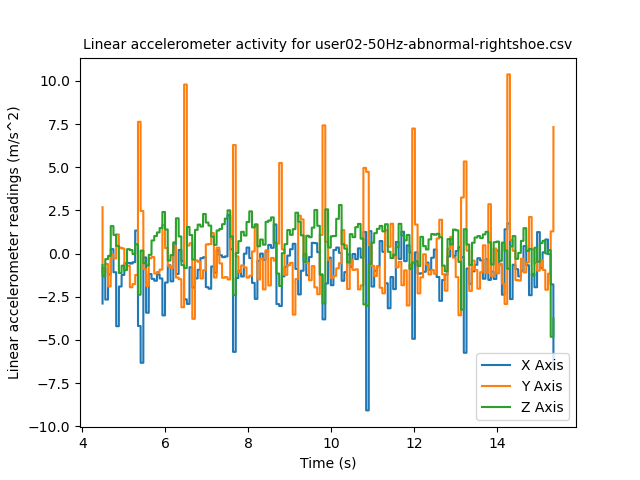 Linear accelerometer activity for user02-50Hz-abnormal-rightshoe.csv
Linear accelerometer readings (m/s^2)
10.0
7.5
5.0
2.5
0.0
−2.5
−5.0
−7.5
−10.0
X Axis
Y Axis
Z Axis
4 6 8 10 12 14
Time (s)